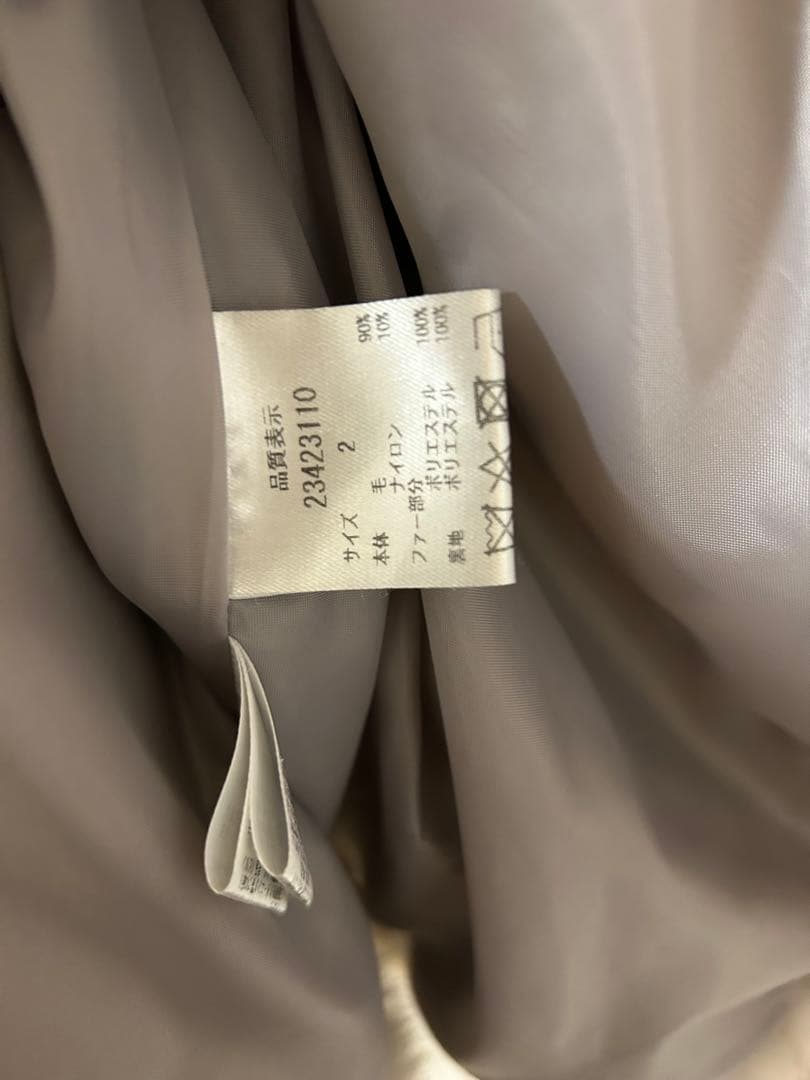 品質表示
23423110
サイズ 2
本体 毛 90%
ナイロン 10%
ファー部分
ポリエステル 100%
裏地 ポリエステル 100%